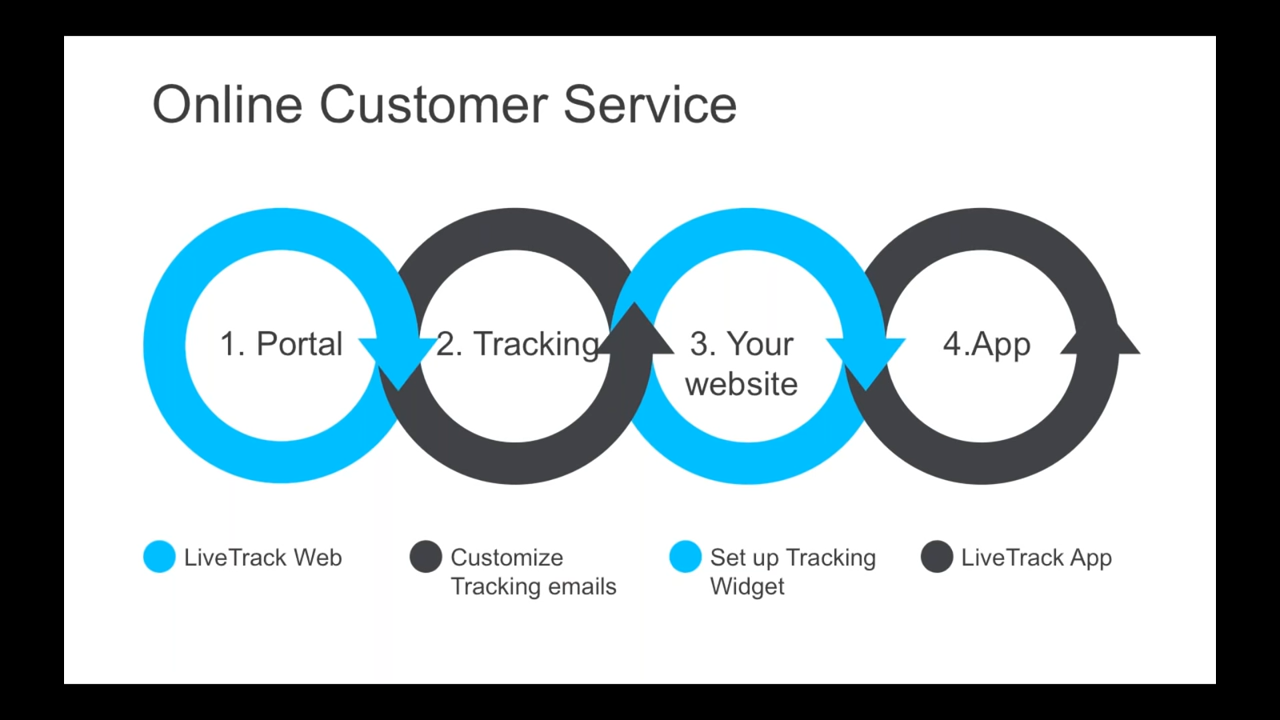 Online Customer Service
1. Portal
2. Tracking
3. Your
website
4.App
LiveTrack Web
Customize
Tracking emails
Set up Tracking
Widget
LiveTrack App